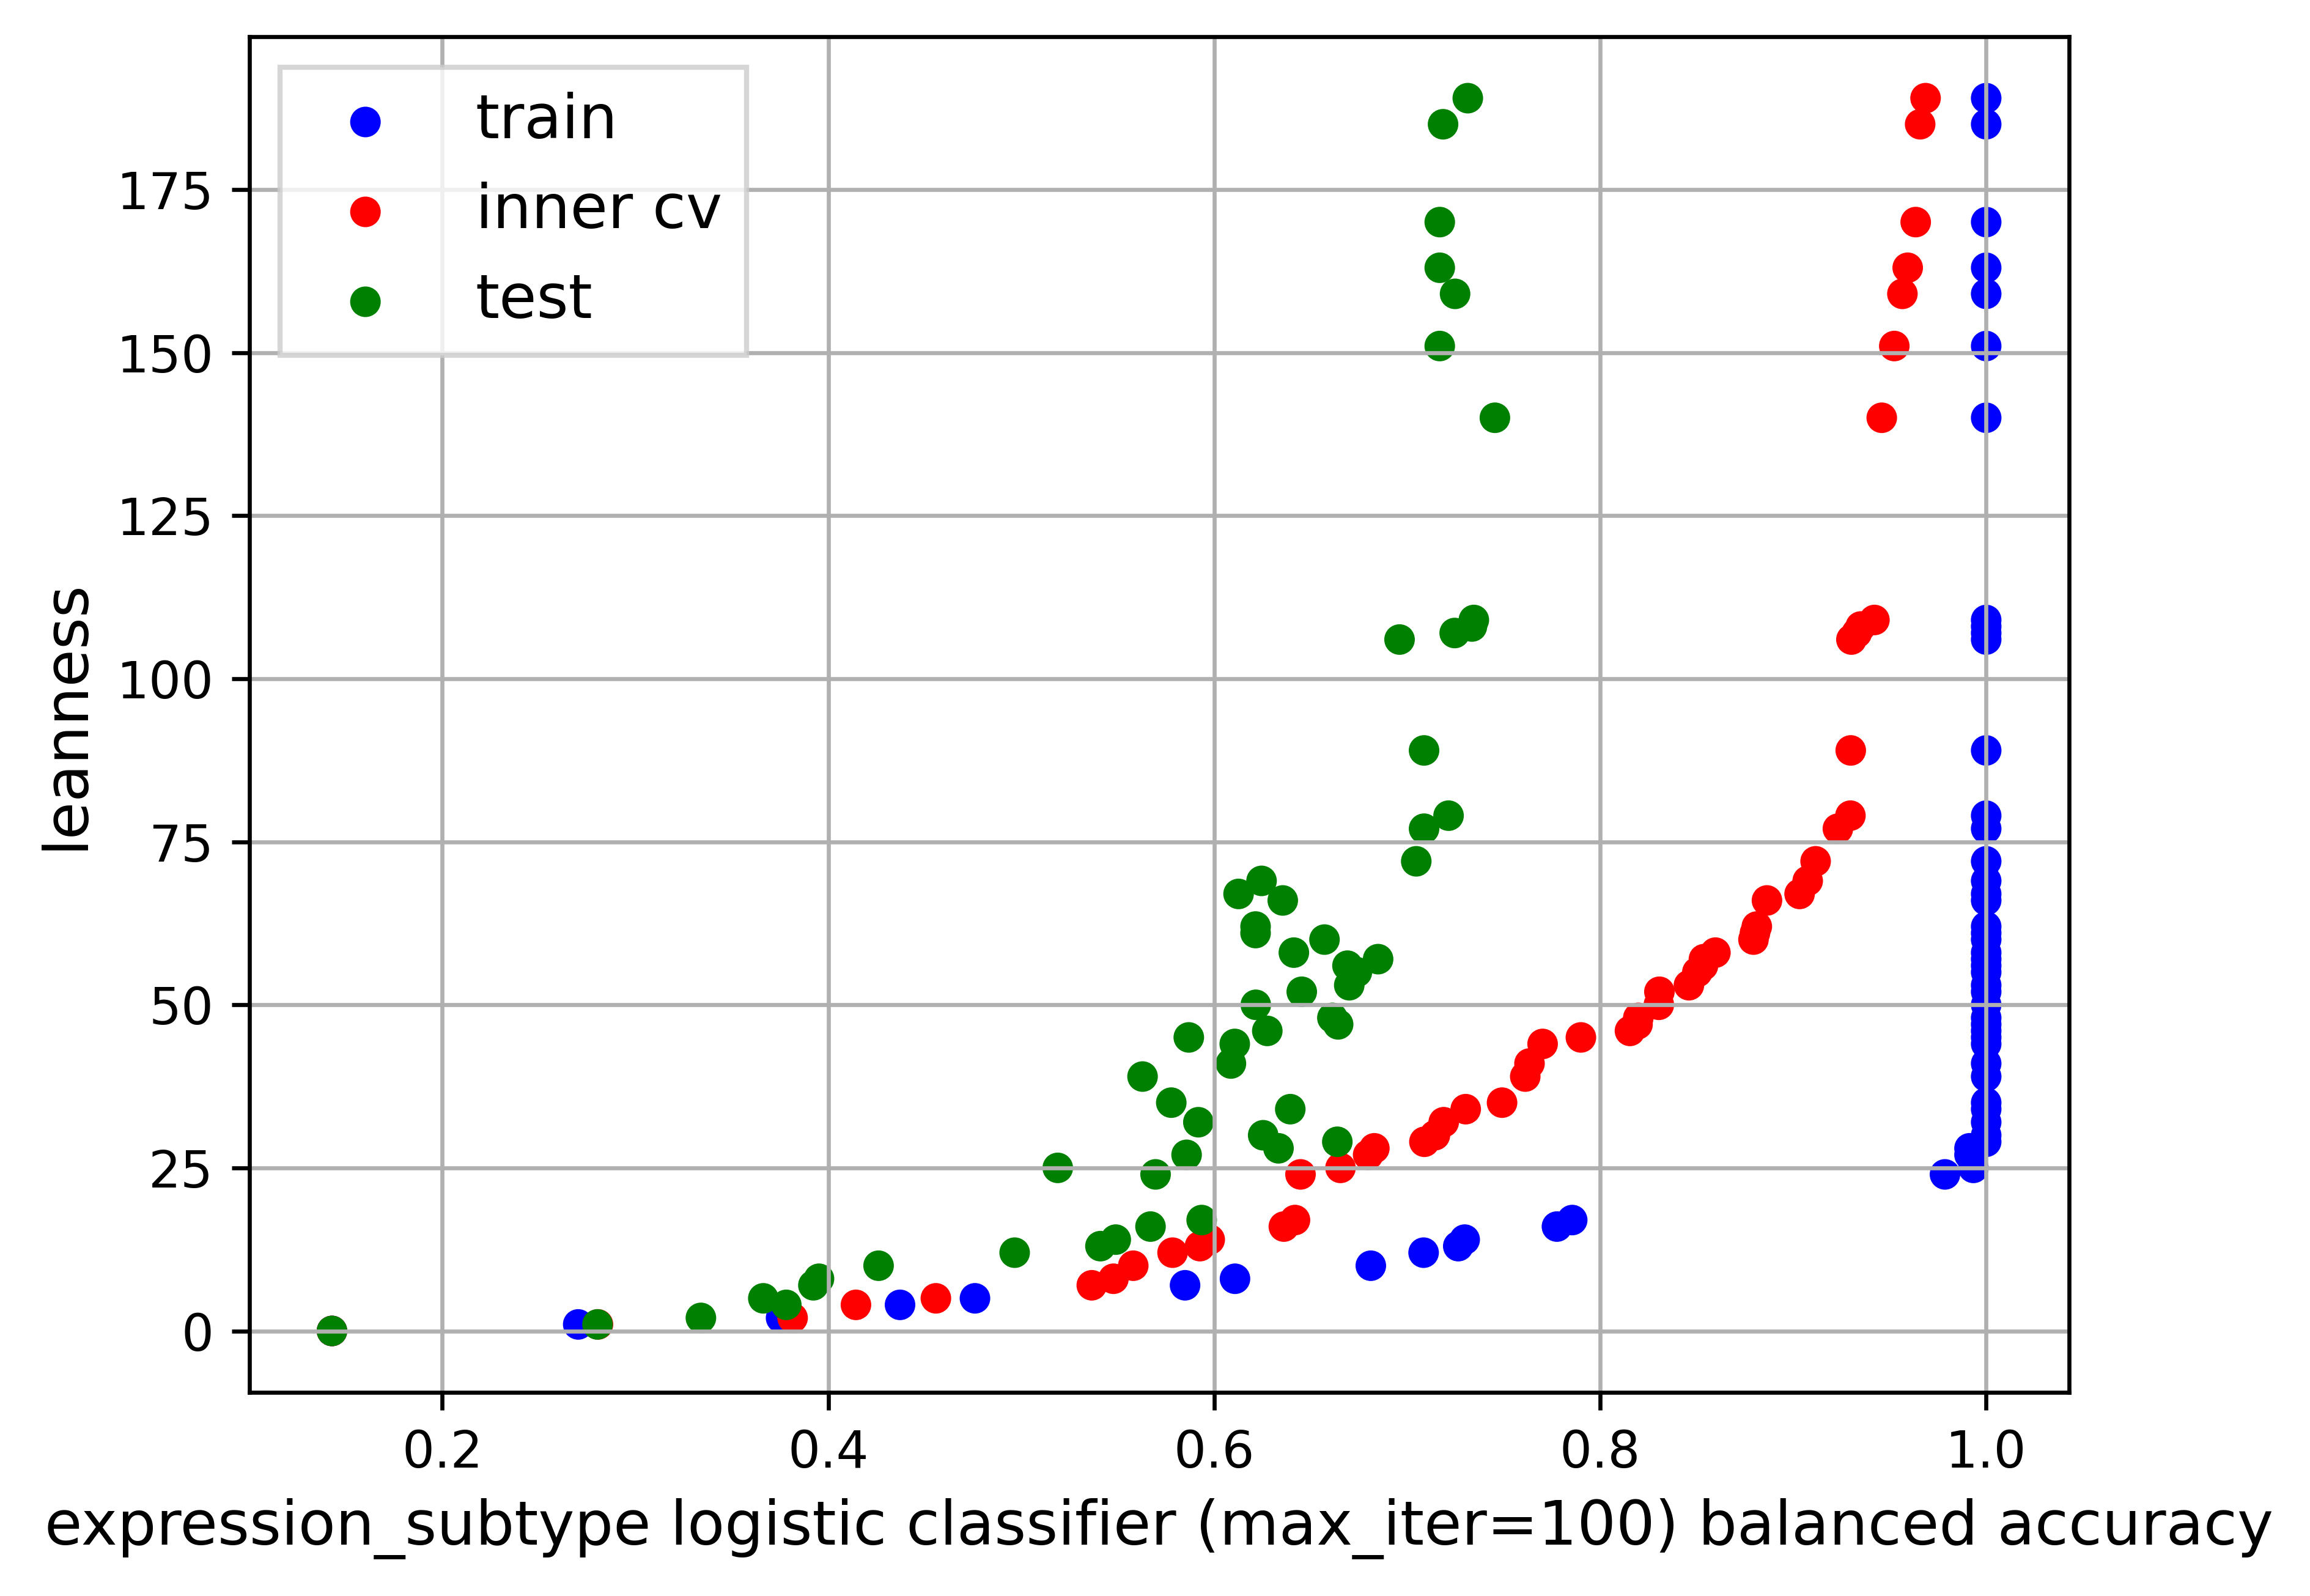 train
inner cv
test
175
150
125
100
75
50
25
0
leanness
0.2 0.4 0.6 0.8 1.0
expression_subtype logistic classifier (max_iter=100) balanced accuracy